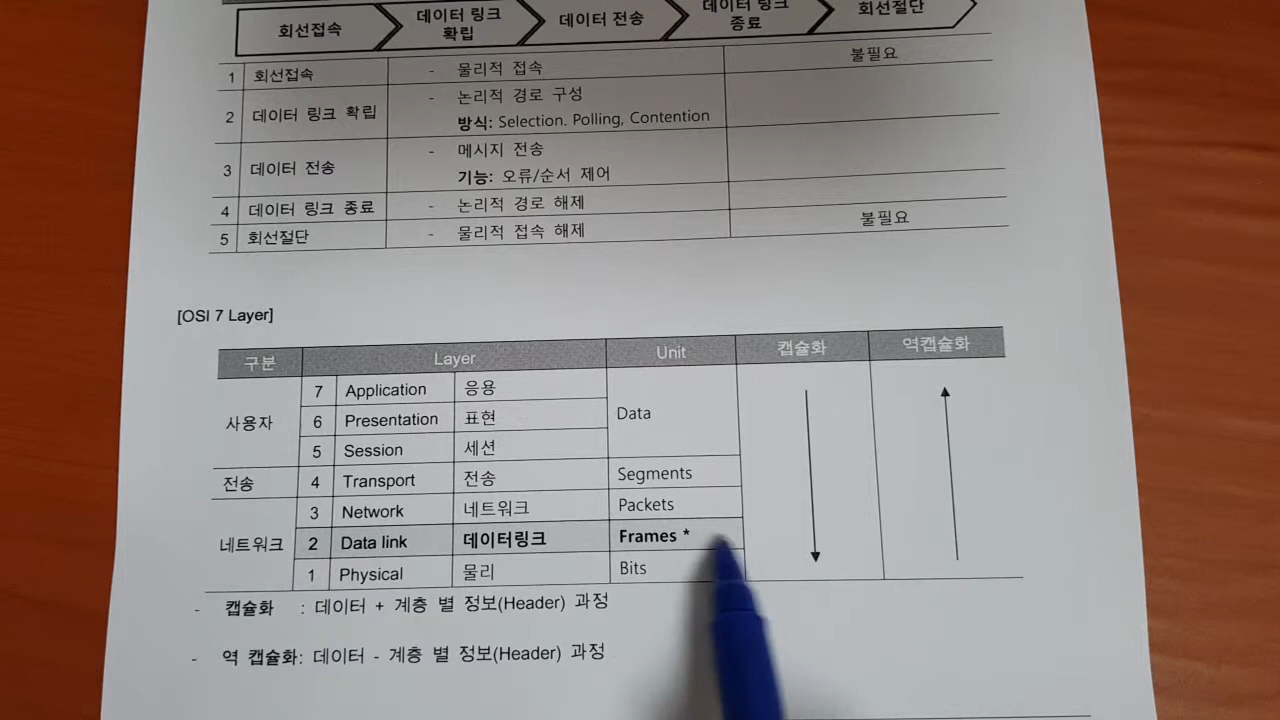 회선접속 데이터 링크 확립 데이터 전송 데이터 링크 종료 회선절단
1 회선접속 - 물리적 접속 불필요
2 데이터 링크 확립 - 논리적 경로 구성
방식: Selection. Polling, Contention
3 데이터 전송 - 메시지 전송
기능: 오류/순서 제어
4 데이터 링크 종료 - 논리적 경로 해제
5 회선절단 - 물리적 접속 해제 불필요
[OSI 7 Layer]
구분 Layer Unit 캡슐화 역캡슐화
사용자 7 Application 응용 Data
6 Presentation 표현
5 Session 세션
전송 4 Transport 전송 Segments
네트워크 3 Network 네트워크 Packets
2 Data link 데이터링크 Frames *
1 Physical 물리 Bits
- 캡슐화 : 데이터 + 계층 별 정보(Header) 과정
- 역 캡슐화: 데이터 - 계층 별 정보(Header) 과정